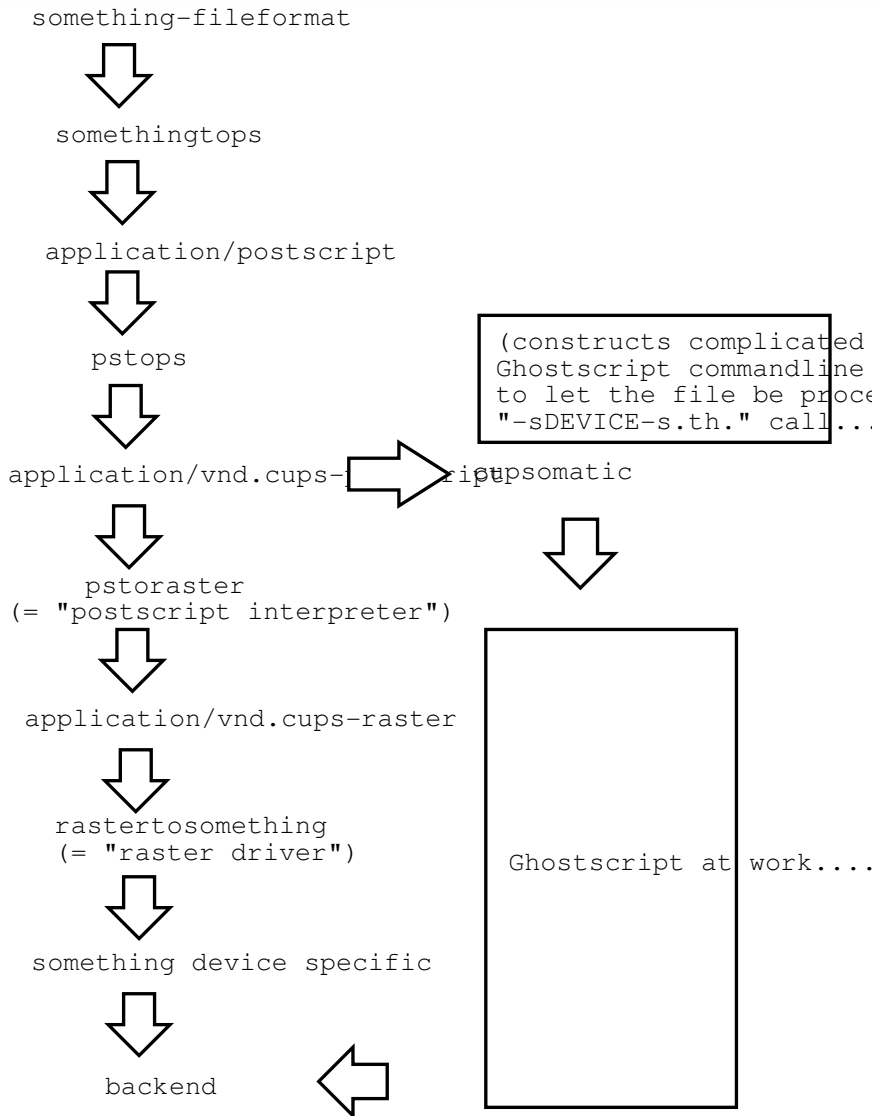 something-fileformat
somethingtops
application/postscript
pstops
(constructs complicated
Ghostscript commandline
to let the file be proce
"-sDEVICE-s.th." call...
application/vnd.cups-
cupsomatic
pstoraster
(= "postscript interpreter")
application/vnd.cups-raster
rastertosomething
(= "raster driver")
Ghostscript at work....
something device specific
backend